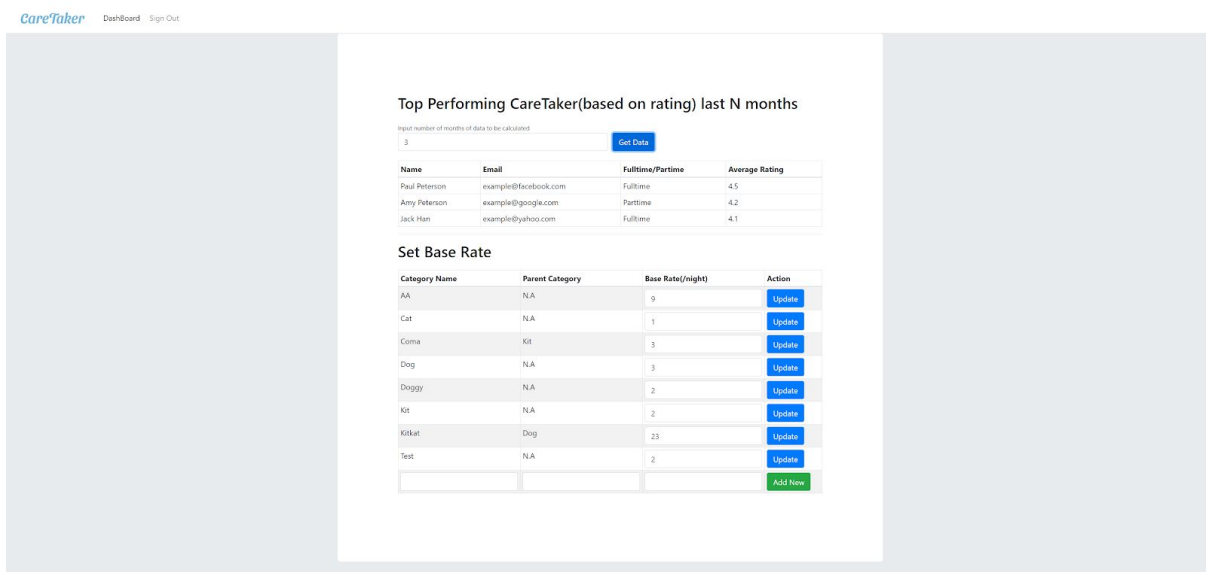 CareTaker DashBoard Sign Out
Top Performing CareTaker(based on rating) last N months
Input number of months of data to be calculated
3 Get Data
Name Email Fulltime/Partime Average Rating
Paul Peterson example@facebook.com Fulltime 4.5
Amy Peterson example@google.com Parttime 4.2
Jack Han example@yahoo.com Fulltime 4.1
Set Base Rate
Category Name Parent Category Base Rate(/night) Action
AA N.A 9 Update
Cat N.A 1 Update
Coma Kit 3 Update
Dog N.A 3 Update
Doggy N.A 2 Update
Kit N.A 2 Update
Kitkat Dog 23 Update
Test N.A 2 Update
Add New